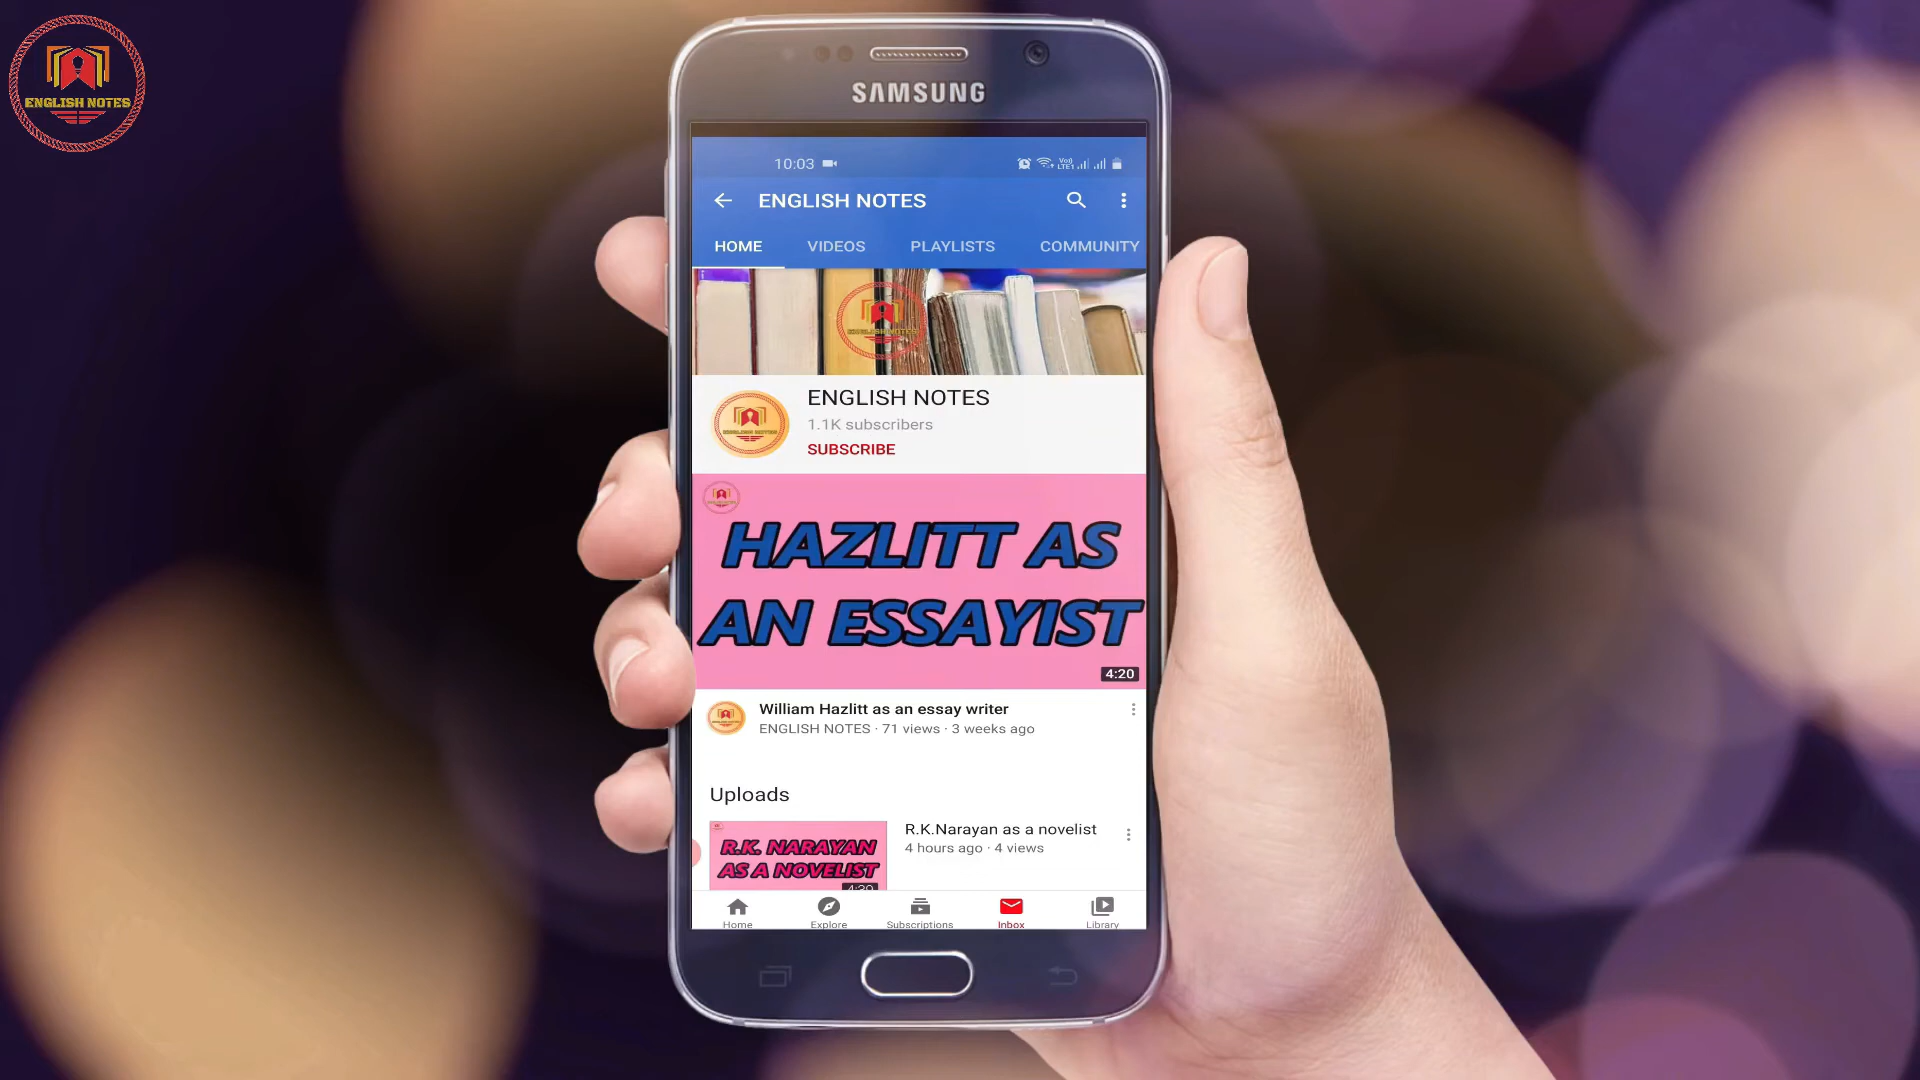 ENGLISH NOTES
SAMSUNG
10:03
ENGLISH NOTES
HOME VIDEOS PLAYLISTS COMMUNITY
ENGLISH NOTES
ENGLISH NOTES
1.1K subscribers
SUBSCRIBE
HAZLITT AS
AN ESSAYIST
4:20
William Hazlitt as an essay writer
ENGLISH NOTES · 71 views · 3 weeks ago
Uploads
R.K. NARAYAN
AS A NOVELIST
R.K.Narayan as a novelist
4 hours ago · 4 views
Home Explore Subscriptions Inbox Library